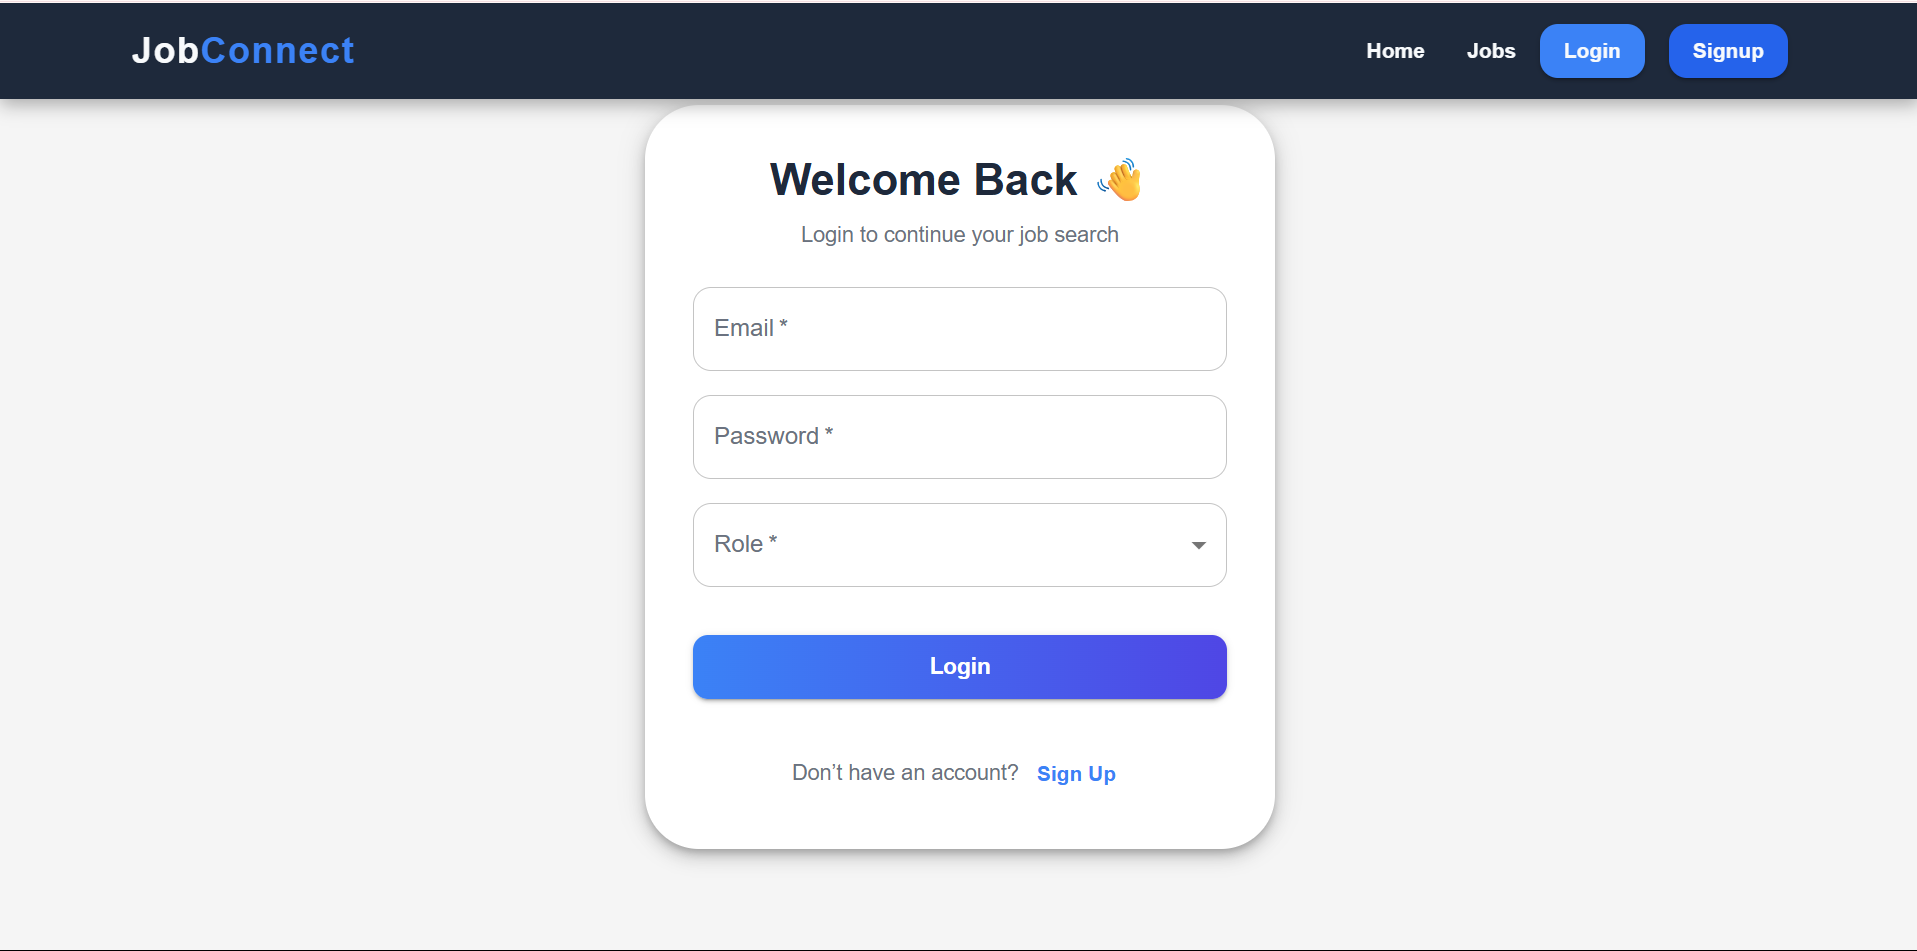 JobConnect Home Jobs Login Signup
Welcome Back 👋
Login to continue your job search
Email *
Password *
Role *
Login
Don’t have an account? Sign Up